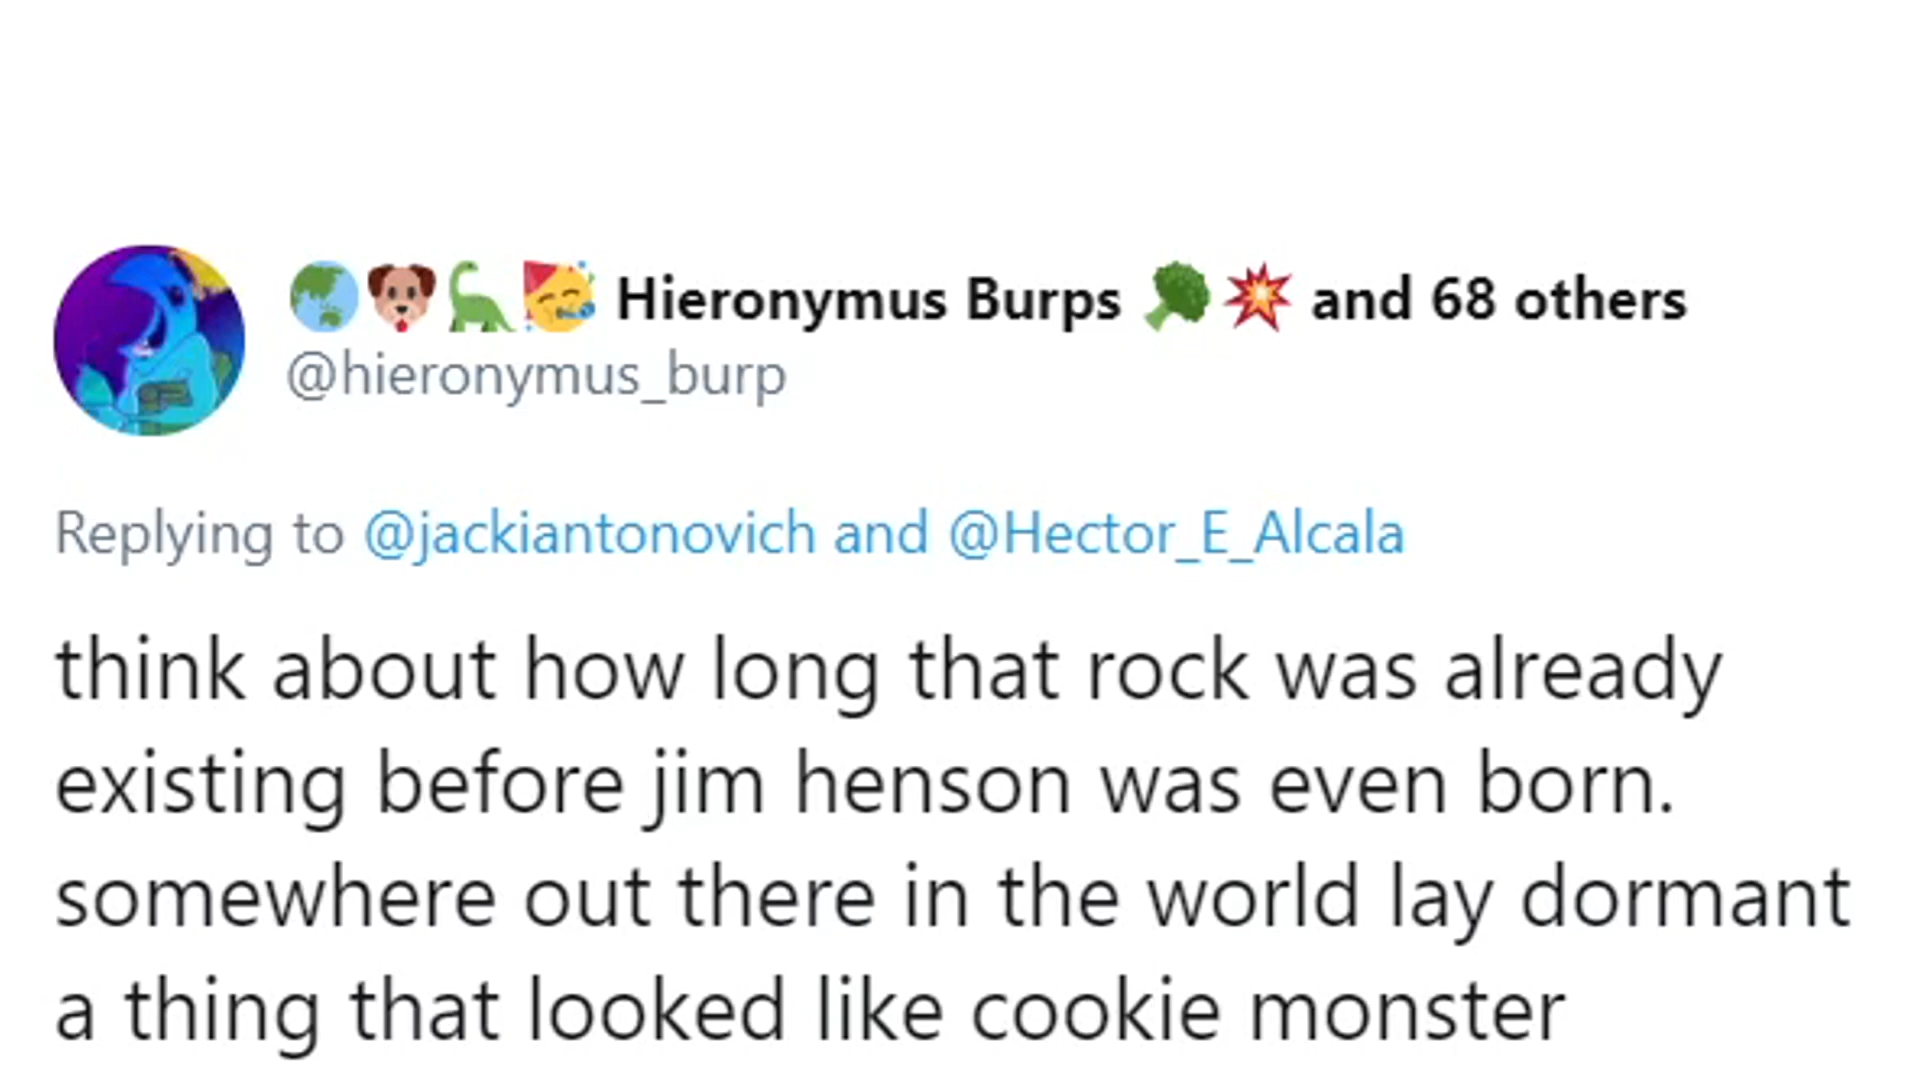 🌏🐶🦕🥳 Hieronymus Burps 🥦💥 and 68 others
@hieronymus_burp
Replying to @jackiantonovich and @Hector_E_Alcala
think about how long that rock was already
existing before jim henson was even born.
somewhere out there in the world lay dormant
a thing that looked like cookie monster